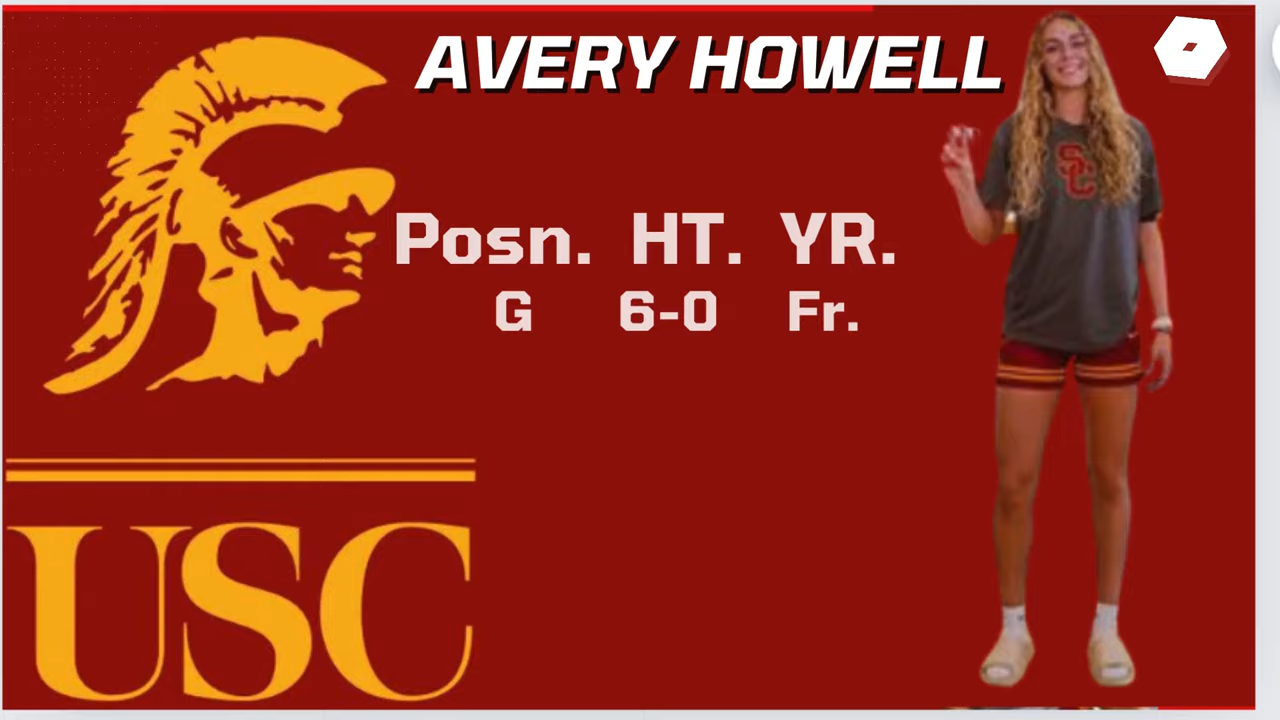 AVERY HOWELL
Posn. HT. YR.
G 6-0 Fr.
SC
USC